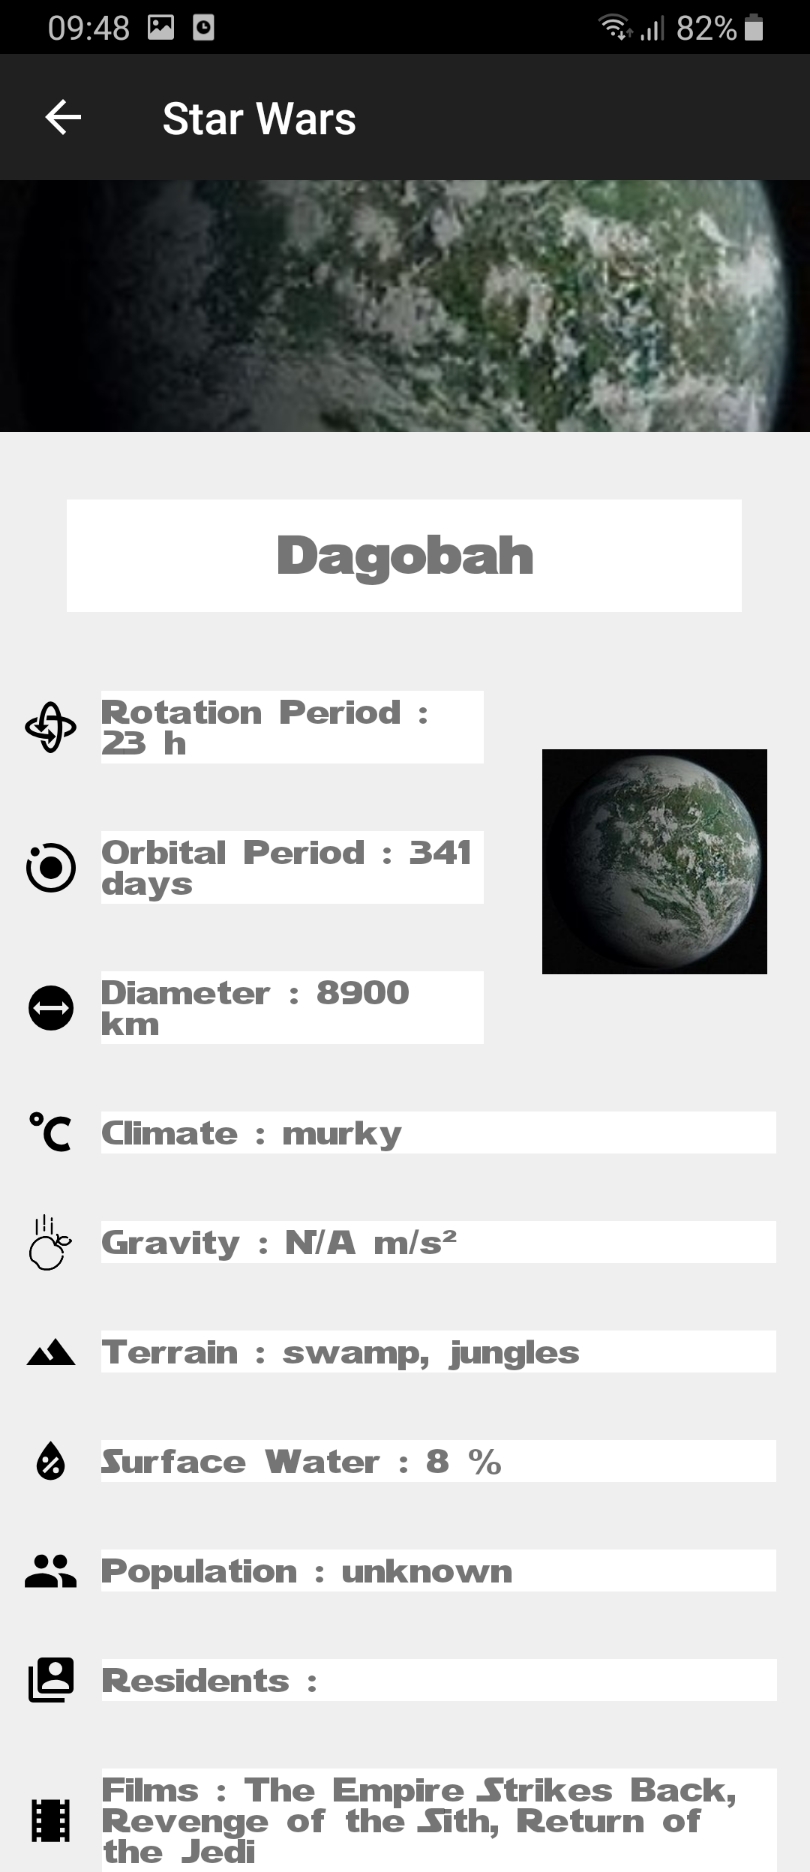 09:48
82%
Star Wars
Dagobah
Rotation Period :
23 h
Orbital Period : 341
days
Diameter : 8900
km
°C
Climate : murky
Gravity : N/A m/s²
Terrain : swamp, jungles
%
Surface Water : 8 %
Population : unknown
Residents :
Films : The Empire Strikes Back,
Revenge of the Sith, Return of
the Jedi